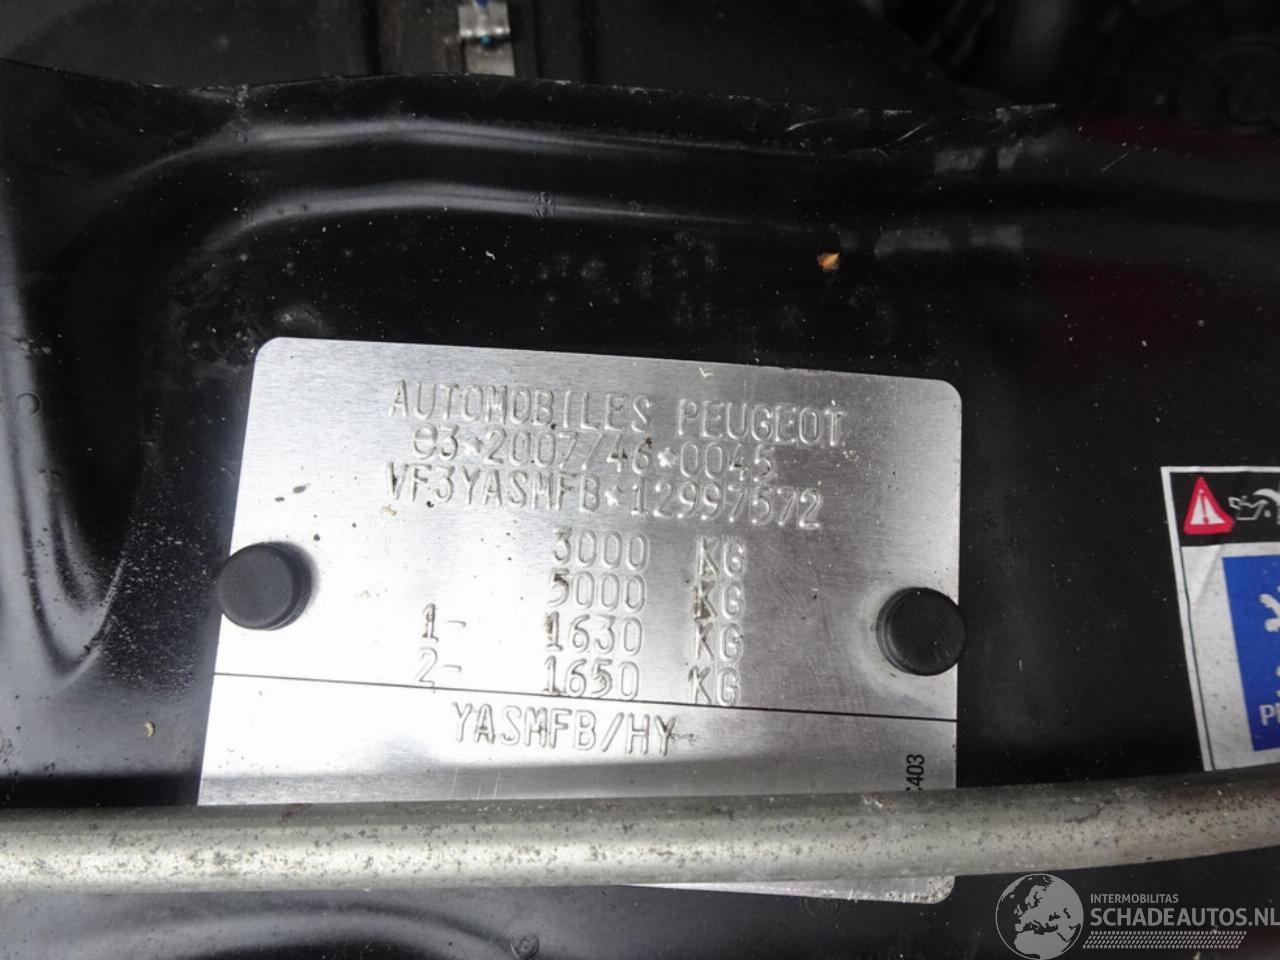 AUTOMOBILES PEUGEOT
e3*2007/46*0045
VF3YASMFB*12997572
3000 KG
5000 KG
1- 1630 KG
2- 1650 KG
YASMFB/HY
INTERMOBILITAS
SCHADEAUTOS.NL